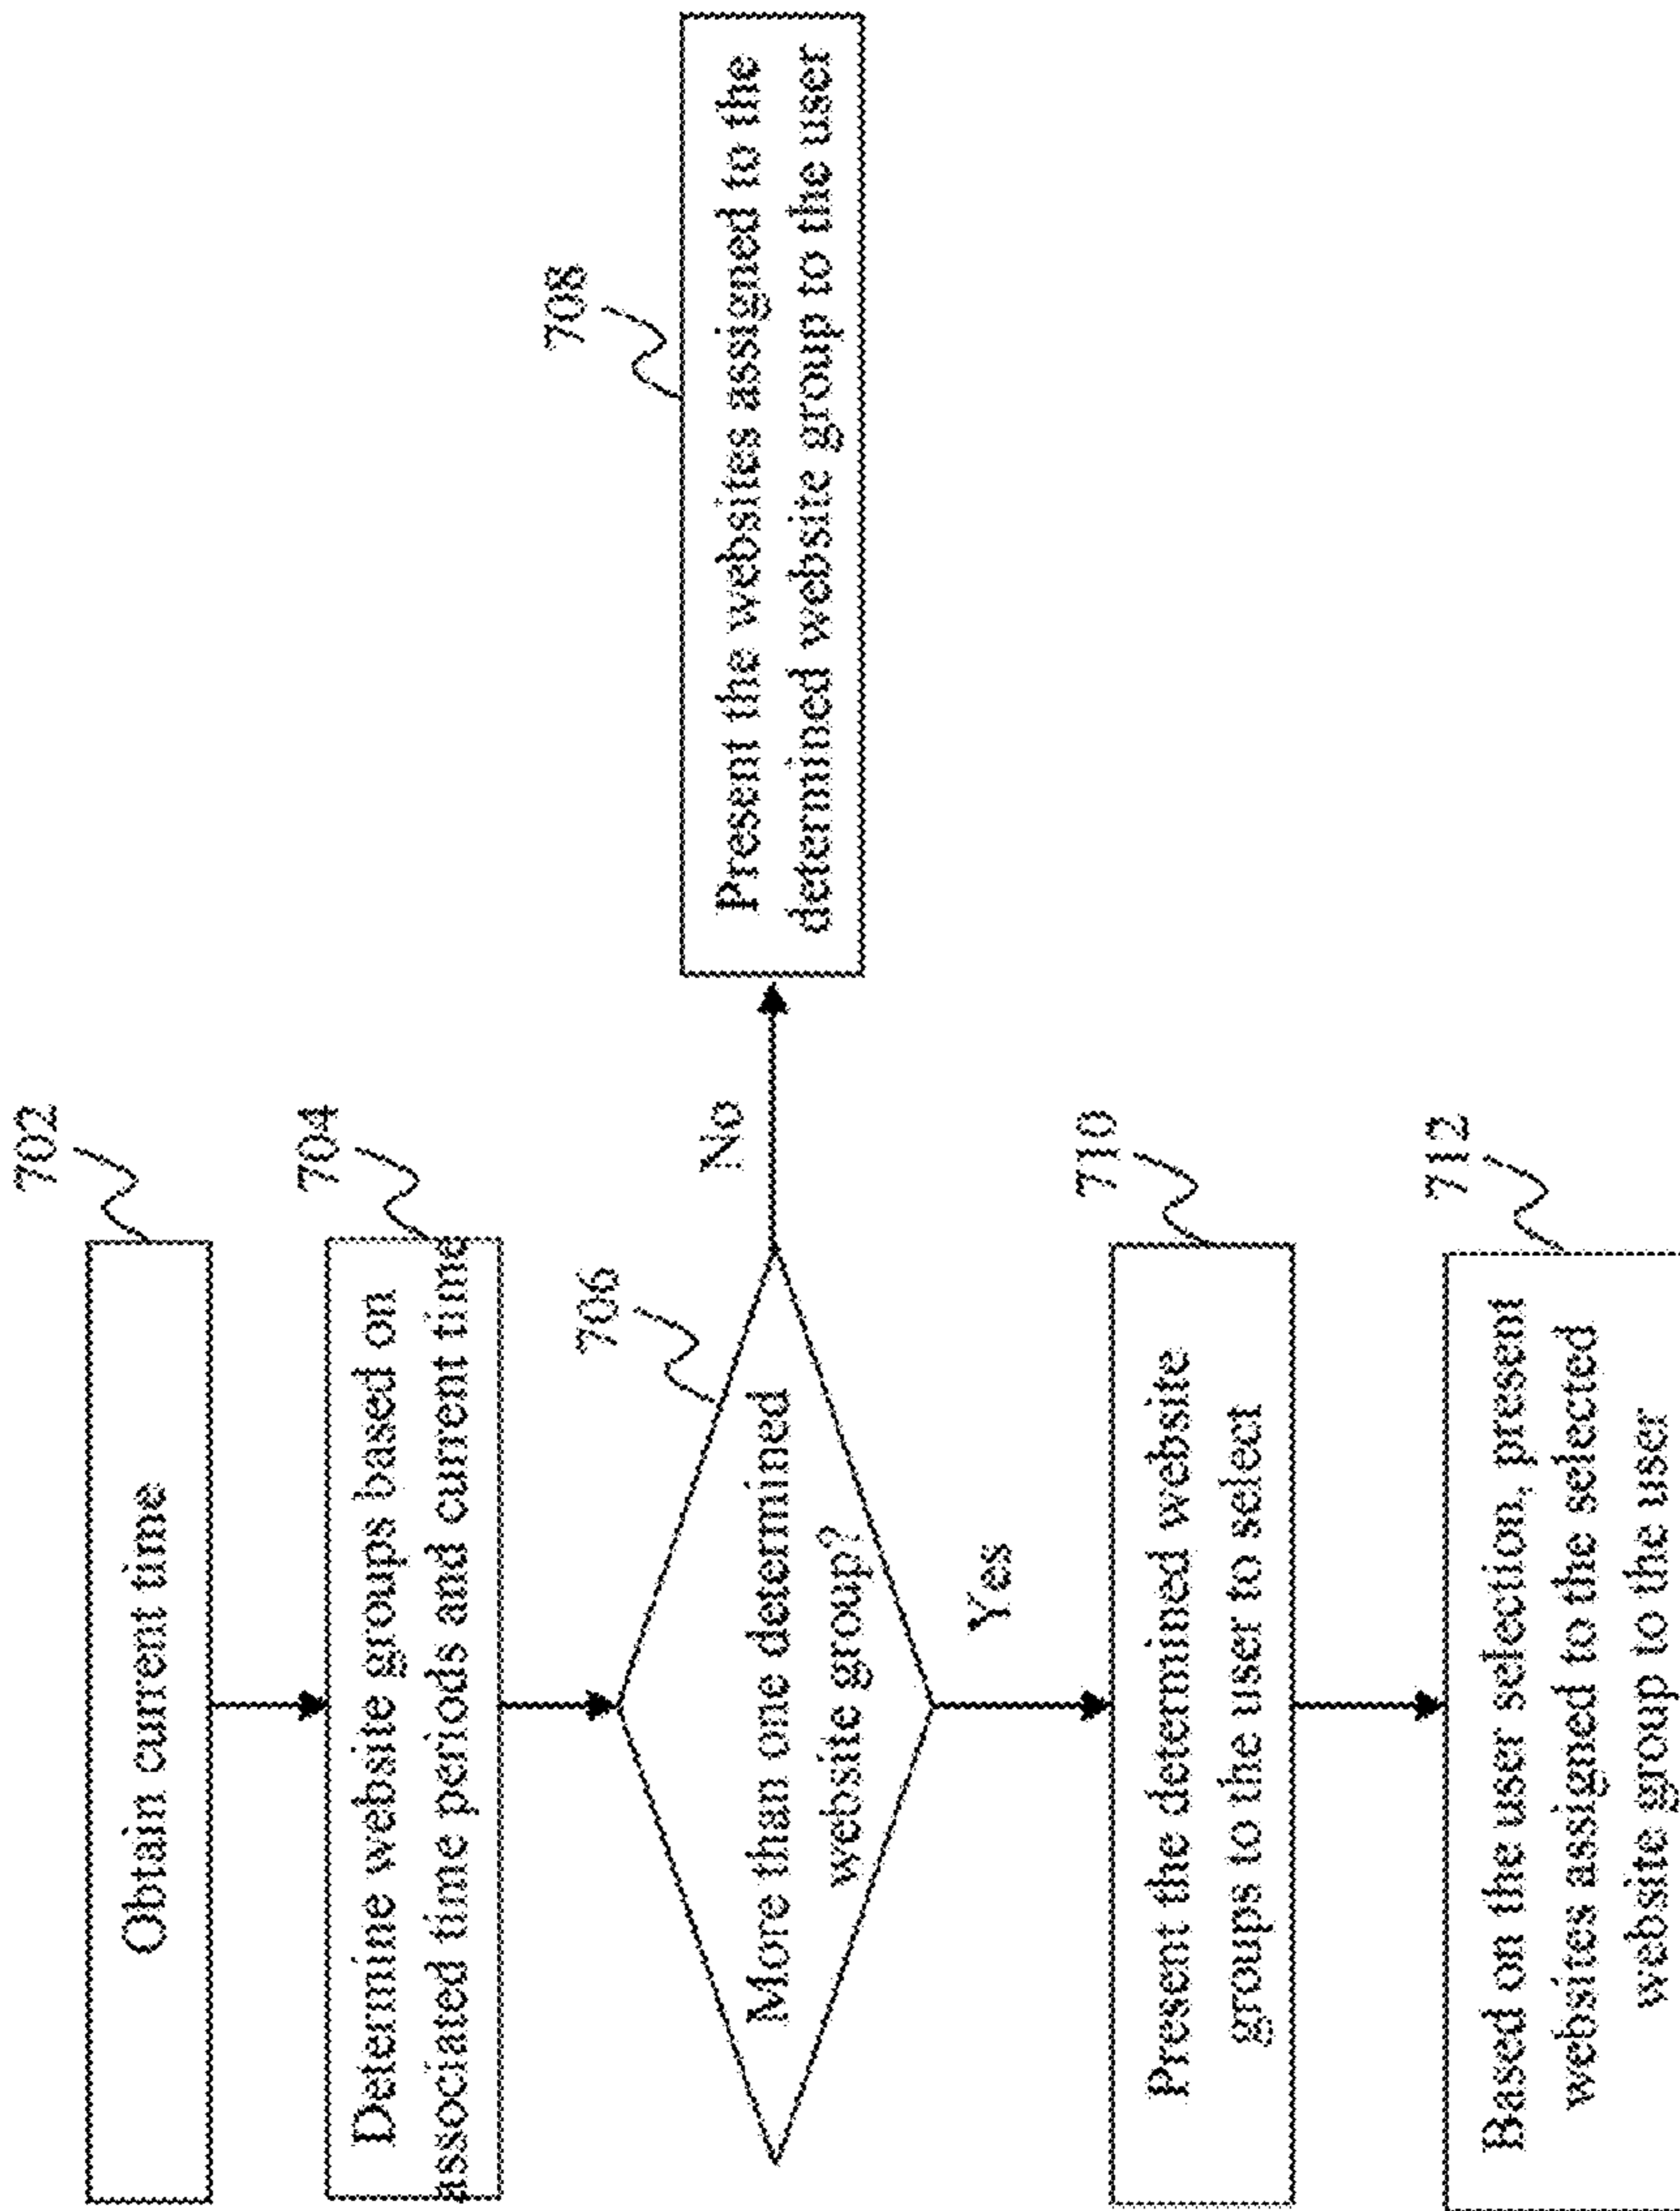 702
Obtain current time
704
Determine website groups based on
associated time periods and current time
706
More than one determined
website group?
No
708
Present the websites assigned to the
determined website group to the user
Yes
710
Present the determined website
groups to the user to select
712
Based on the user selection, present
websites assigned to the selected
website group to the user